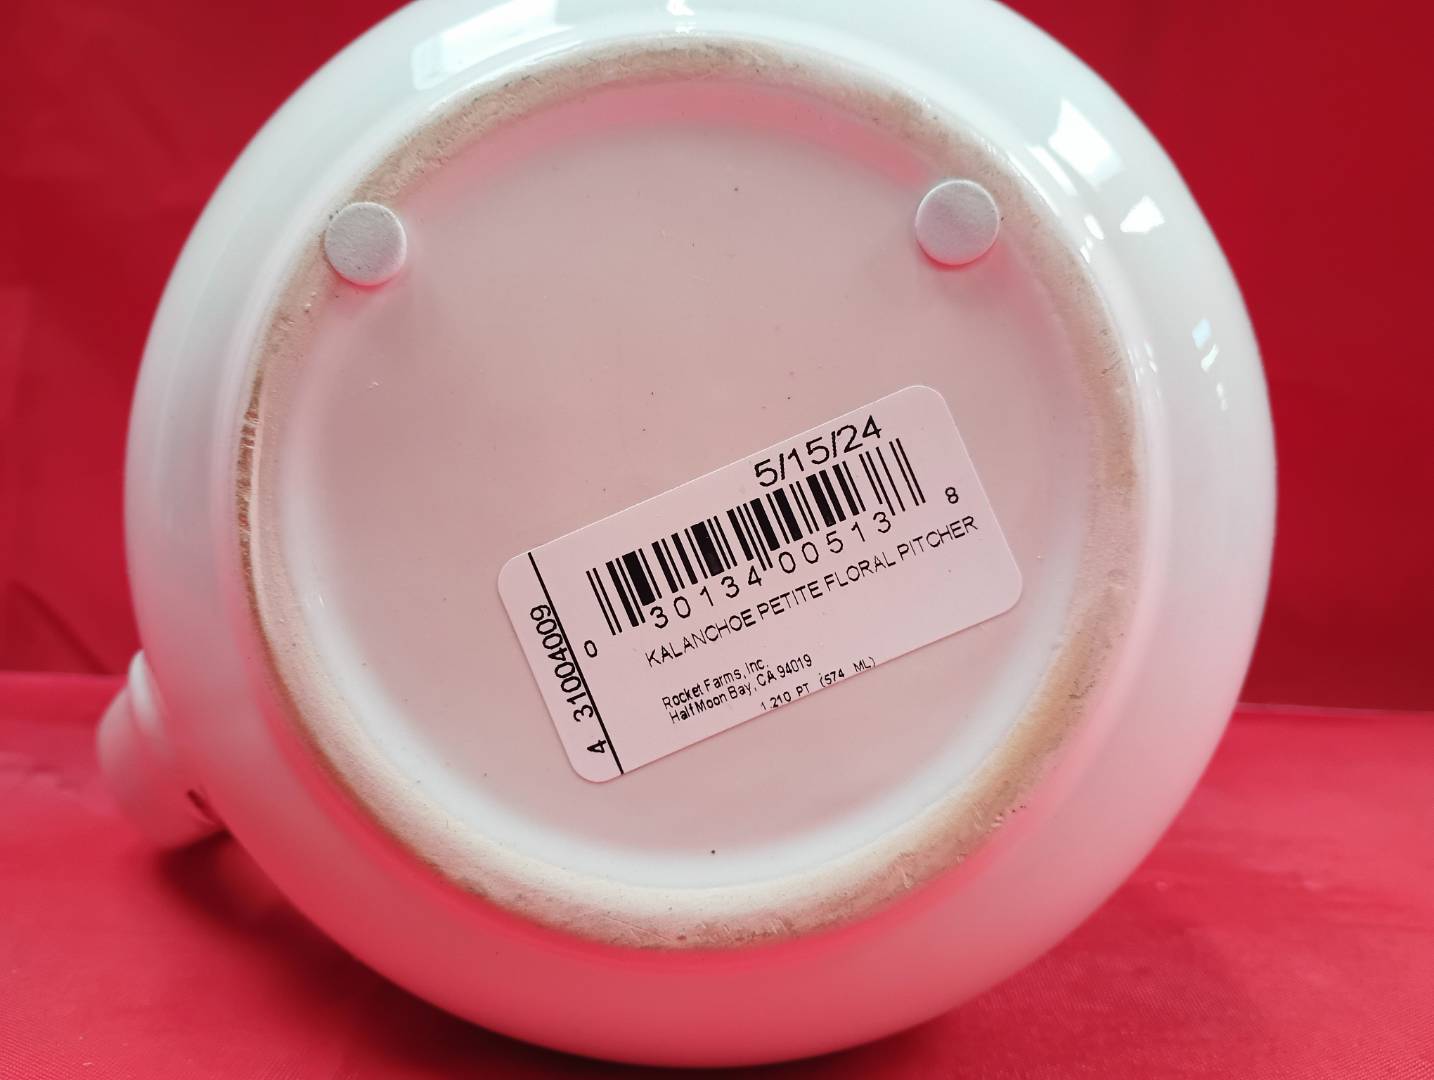 5/15/24
0 30134 00513 8
KALANCHOE PETITE FLORAL PITCHER
Rocket Farms, Inc.
Half Moon Bay, CA 94019
1.210 PT (574 ML)
4 31004009